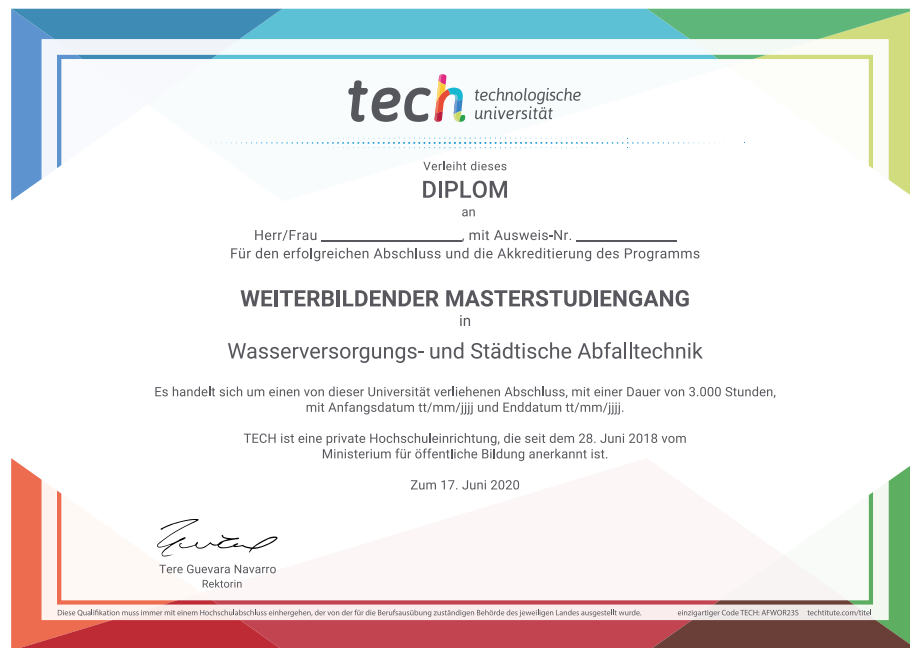 tech technologische
universität
Verleiht dieses
DIPLOM
an
Herr/Frau ______________, mit Ausweis-Nr. __________
Für den erfolgreichen Abschluss und die Akkreditierung des Programms
WEITERBILDENDER MASTERSTUDIENGANG
in
Wasserversorgungs- und Städtische Abfalltechnik
Es handelt sich um einen von dieser Universität verliehenen Abschluss, mit einer Dauer von 3.000 Stunden,
mit Anfangsdatum tt/mm/jjjj und Enddatum tt/mm/jjjj.
TECH ist eine private Hochschuleinrichtung, die seit dem 28. Juni 2018 vom
Ministerium für öffentliche Bildung anerkannt ist.
Zum 17. Juni 2020
Tere Guevara Navarro
Rektorin
Diese Qualifikation muss immer mit einem Hochschulabschluss einhergehen, der von der für die Berufsausübung zuständigen Behörde des jeweiligen Landes ausgestellt wurde. einzigartiger Code TECH: AFWOR23S techtitute.com/titel